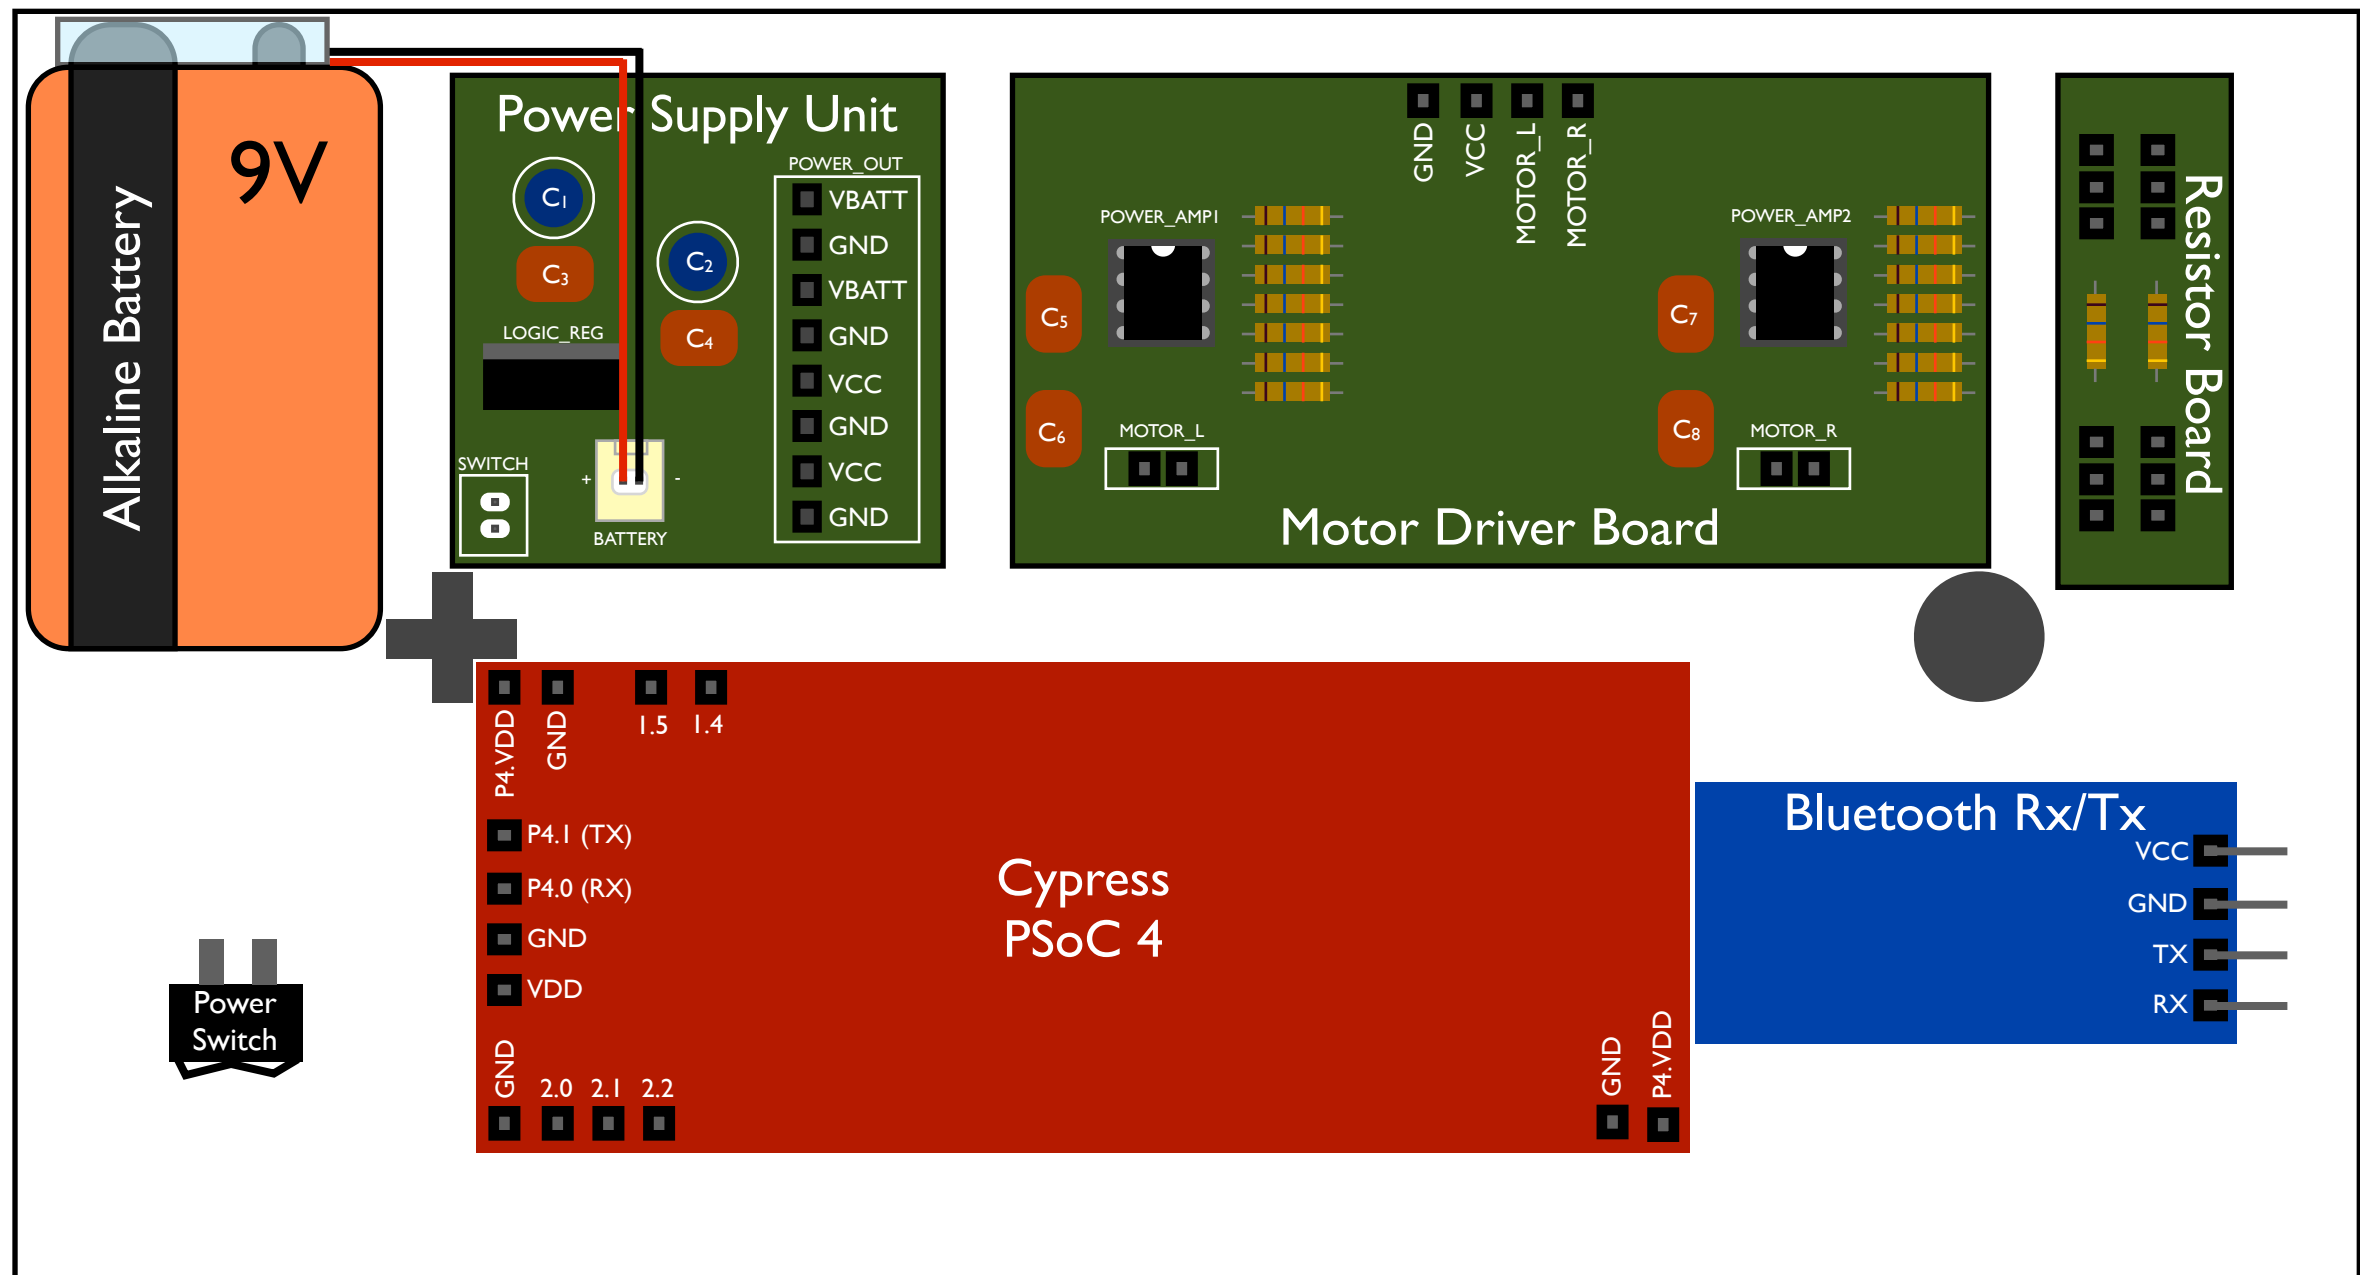 9V
Alkaline Battery
Power Supply Unit
POWER_OUT
VBATT
GND
VBATT
GND
VCC
GND
VCC
GND
C1
C3
C2
C4
LOGIC_REG
SWITCH
+
-
BATTERY
GND
VCC
MOTOR_L
MOTOR_R
POWER_AMP1
POWER_AMP2
C5
C6
C7
C8
MOTOR_L
MOTOR_R
Motor Driver Board
Resistor Board
P4.VDD
GND
1.5
1.4
P4.1 (TX)
P4.0 (RX)
GND
VDD
GND
2.0
2.1
2.2
Cypress
PSoC 4
GND
P4.VDD
Bluetooth Rx/Tx
VCC
GND
TX
RX
Power
Switch